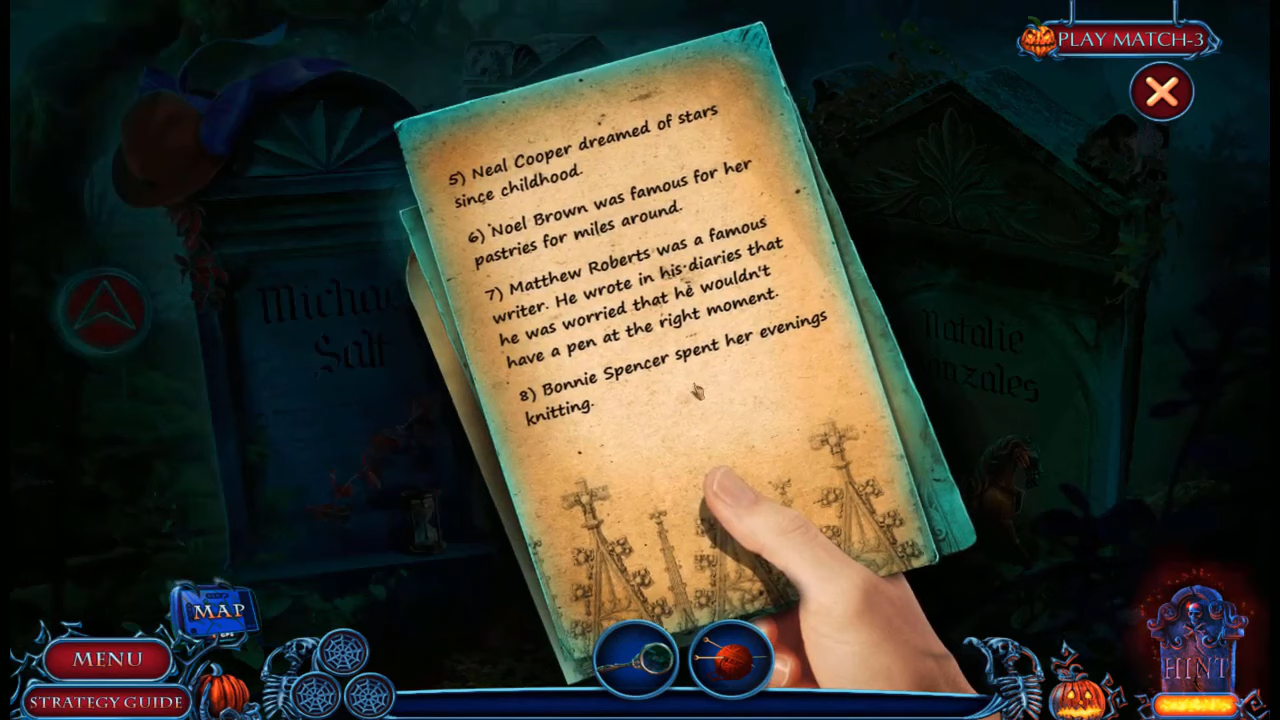 PLAY MATCH-3
5) Neal Cooper dreamed of stars
since childhood.
6) Noel Brown was famous for her
pastries for miles around.
7) Matthew Roberts was a famous
writer. He wrote in his diaries that
he was worried that he wouldn't
have a pen at the right moment.
8) Bonnie Spencer spent her evenings
knitting.
Salt
Natalie
MAP
MENU
STRATEGY GUIDE
HINT